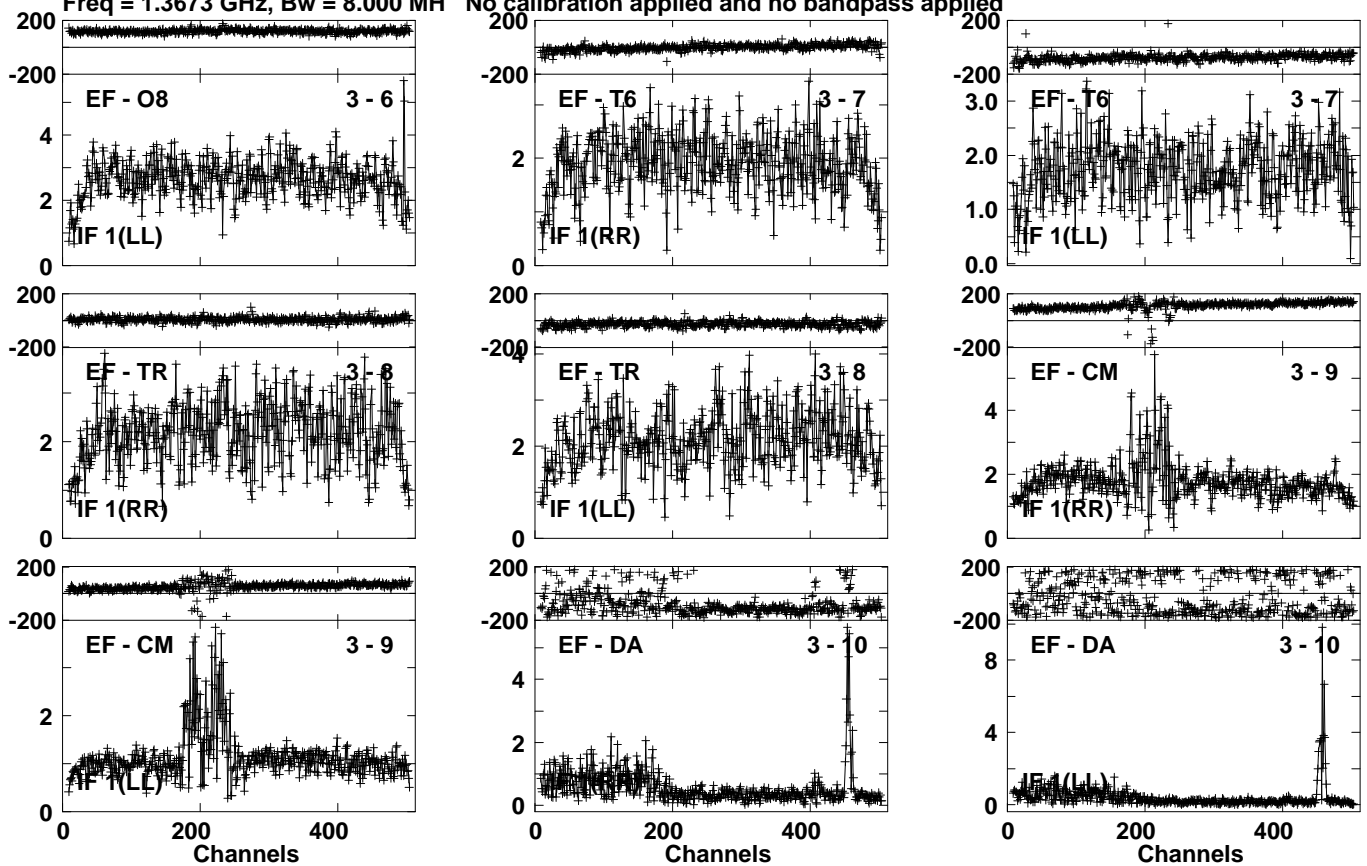 Freq = 1.3673 GHz, Bw = 8.000 MH No calibration applied and no bandpass applied
200
-200
EF - O8 3 - 6
4
2
0
IF 1(LL)
EF - T6 3 - 7
2
0
IF 1(RR)
200
-200
EF - T6 3 - 7
3.0
2.0
1.0
0.0
IF 1(LL)
200
-200
EF - TR 3 - 8
2
0
IF 1(RR)
4
EF - TR 3 - 8
2
0
IF 1(LL)
200
-200
EF - CM 3 - 9
4
2
0
IF 1(RR)
200
-200
EF - CM 3 - 9
2
0
IF 1(LL)
0 200 400
Channels
200
-200
EF - DA 3 - 10
4
2
0
0 200 400
Channels
200
-200
EF - DA 3 - 10
8
4
0
IF 1(LL)
0 200 400
Channels